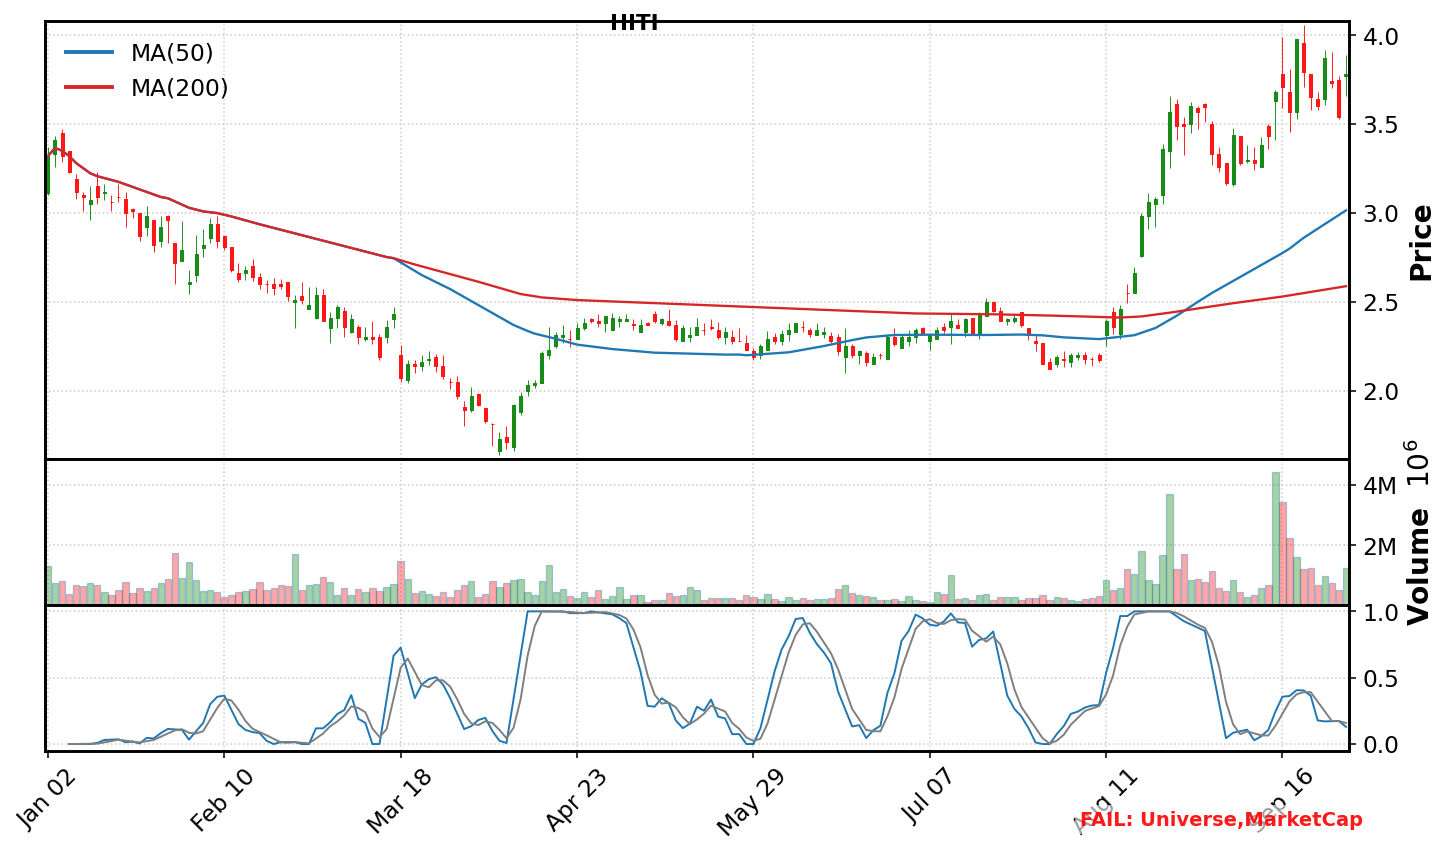 HITI
MA(50)
MA(200)
4.0
3.5
3.0
2.5
2.0
Price
10⁶
4M
2M
Volume
1.0
0.5
0.0
Jan 02
Feb 10
Mar 18
Apr 23
May 29
Jul 07
Aug 11
Sep 16
FAIL: Universe,MarketCap